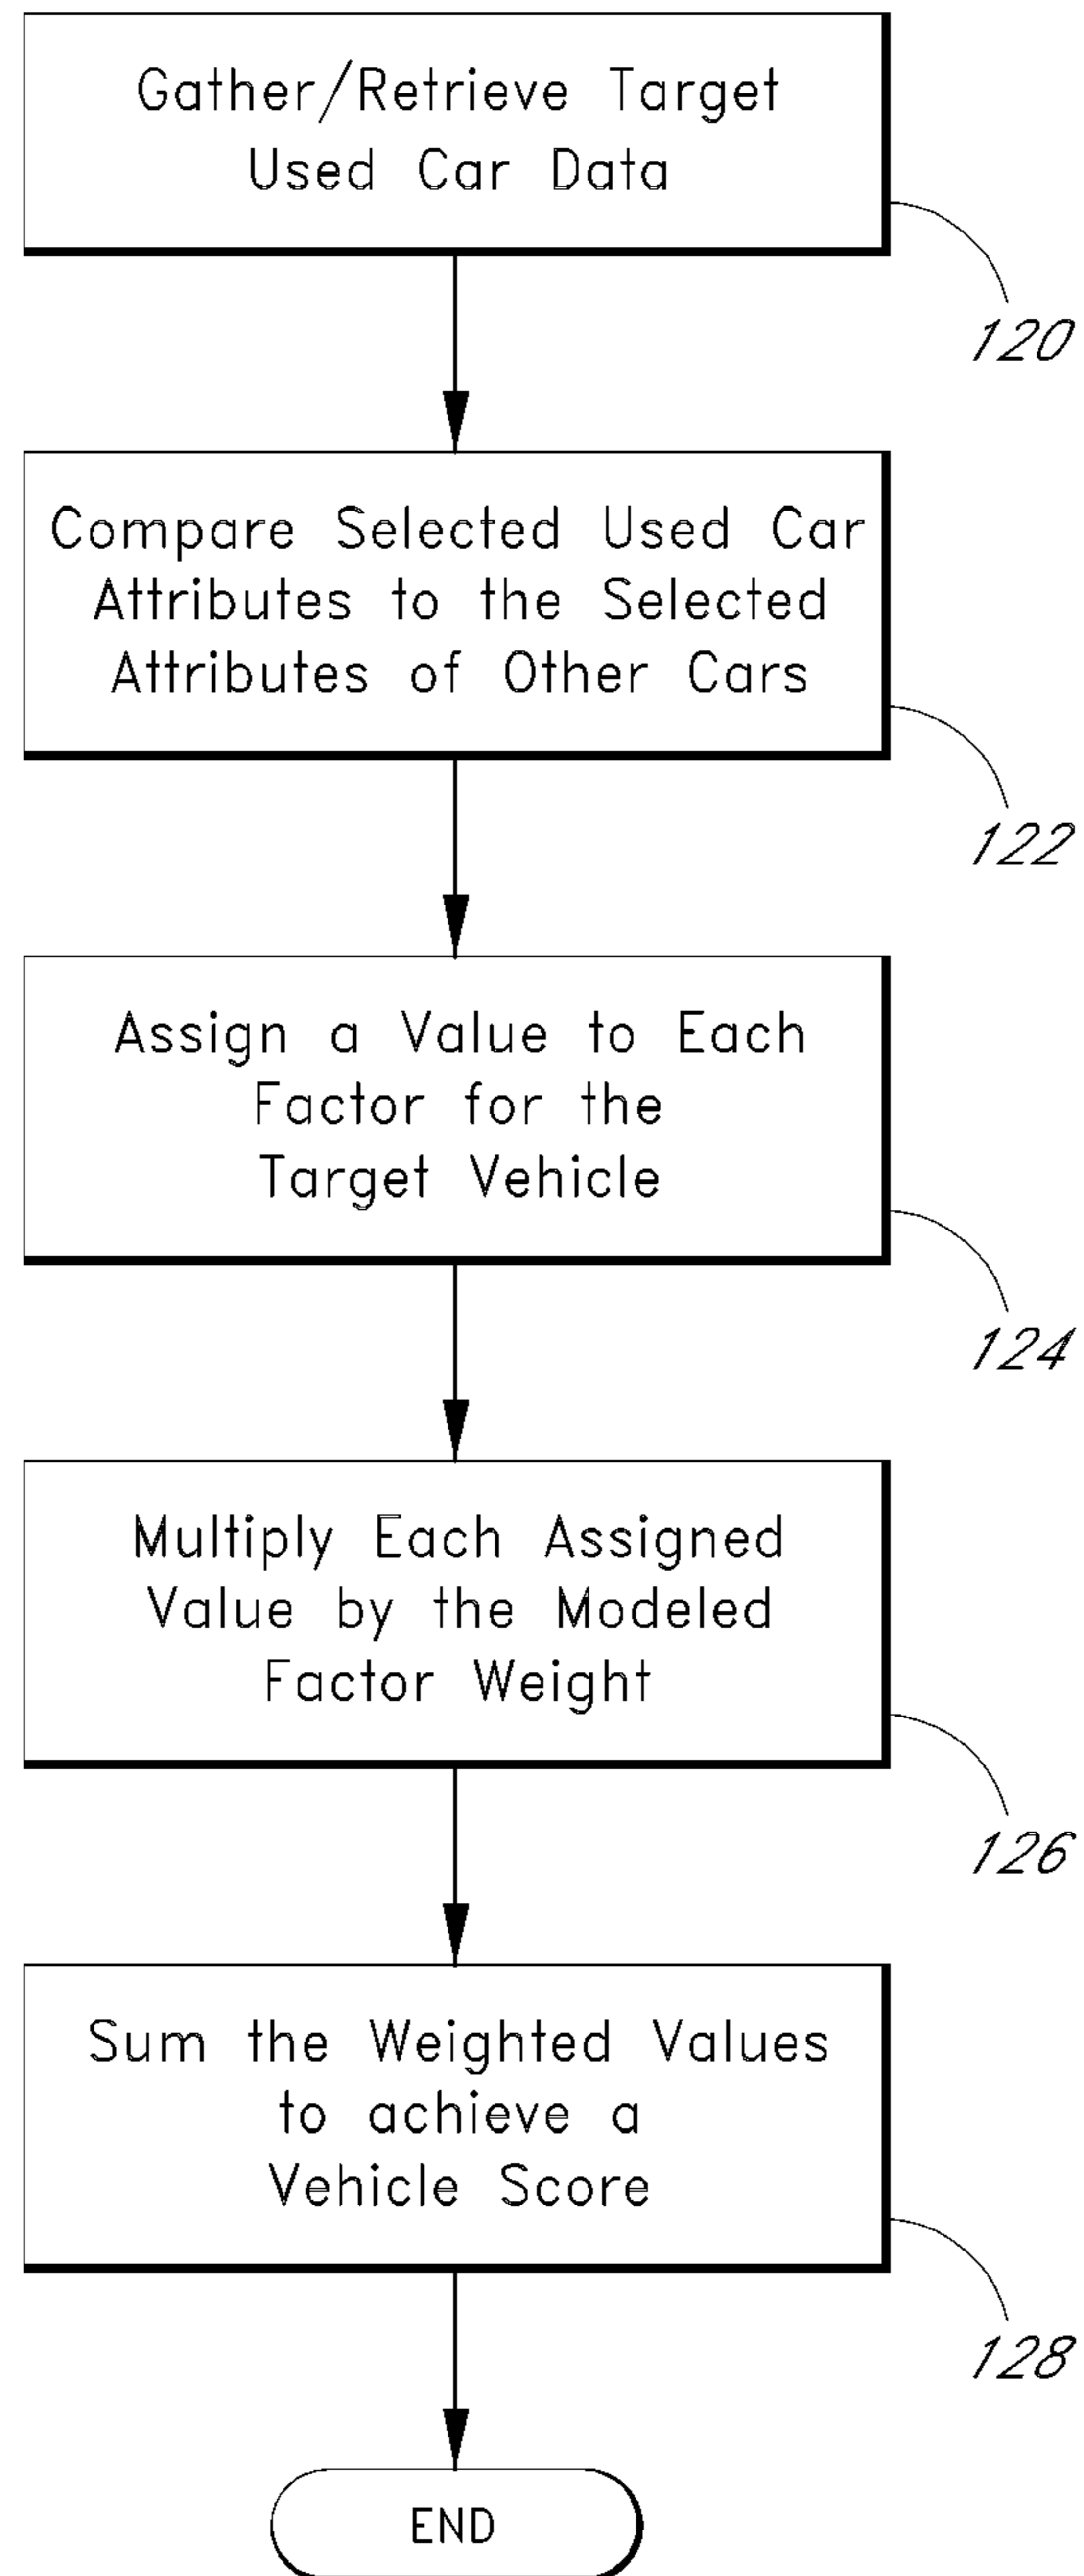 Gather/Retrieve Target
Used Car Data
120
Compare Selected Used Car
Attributes to the Selected
Attributes of Other Cars
122
Assign a Value to Each
Factor for the
Target Vehicle
124
Multiply Each Assigned
Value by the Modeled
Factor Weight
126
Sum the Weighted Values
to achieve a
Vehicle Score
128
END